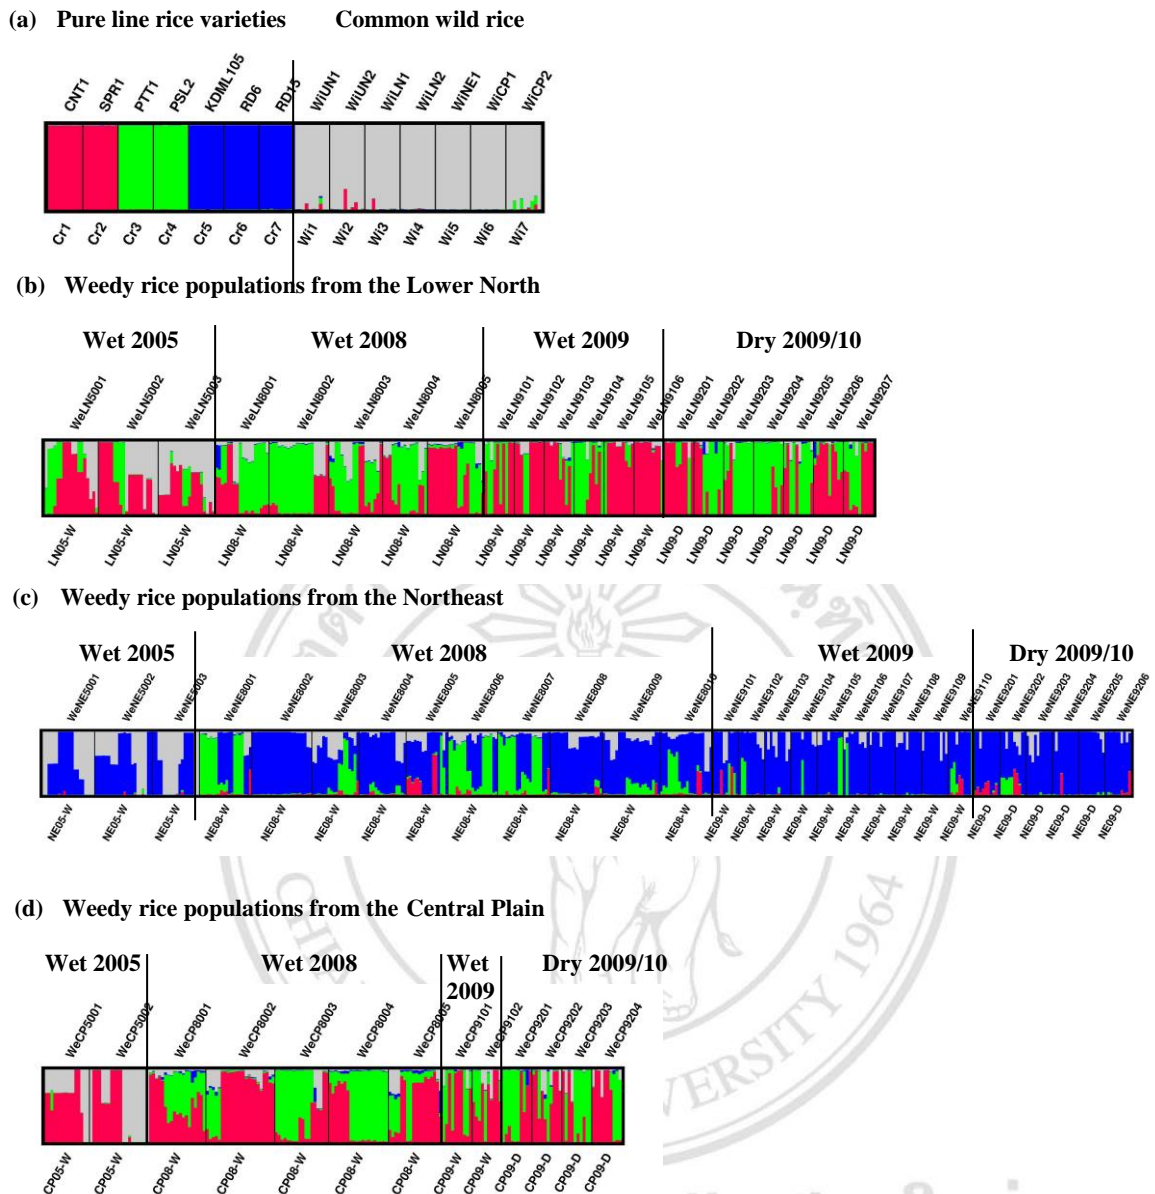 (a) Pure line rice varieties Common wild rice
CNT1 SPR1 PTT1 PSL2 KDML105 RD6 RD15 WiUN1 WiUN2 WiLN1 WiLN2 WiNE1 WiCP1 WiCP2
Cr1 Cr2 Cr3 Cr4 Cr5 Cr6 Cr7 Wi1 Wi2 Wi3 Wi4 Wi5 Wi6 Wi7
(b) Weedy rice populations from the Lower North
Wet 2005 Wet 2008 Wet 2009 Dry 2009/10
WeLN5001 WeLN5002 WeLN5003 WeLN8001 WeLN8002 WeLN8003 WeLN8004 WeLN8005 WeLN9101 WeLN9102 WeLN9103 WeLN9104 WeLN9105 WeLN9106 WeLN9201 WeLN9202 WeLN9203 WeLN9204 WeLN9205 WeLN9206 WeLN9207
LN05-W LN05-W LN05-W LN08-W LN08-W LN08-W LN08-W LN08-W LN09-W LN09-W LN09-W LN09-W LN09-W LN09-W LN09-D LN09-D LN09-D LN09-D LN09-D LN09-D LN09-D
(c) Weedy rice populations from the Northeast
Wet 2005 Wet 2008 Wet 2009 Dry 2009/10
WeNE5001 WeNE5002 WeNE5003 WeNE8001 WeNE8002 WeNE8003 WeNE8004 WeNE8005 WeNE8006 WeNE8007 WeNE8008 WeNE8009 WeNE8010 WeNE9101 WeNE9102 WeNE9103 WeNE9104 WeNE9105 WeNE9106 WeNE9107 WeNE9108 WeNE9109 WeNE9110 WeNE9201 WeNE9202 WeNE9203 WeNE9204 WeNE9205 WeNE9206
NE05-W NE05-W NE05-W NE08-W NE08-W NE08-W NE08-W NE08-W NE08-W NE08-W NE08-W NE08-W NE08-W NE09-W NE09-W NE09-W NE09-W NE09-W NE09-W NE09-W NE09-W NE09-W NE09-W NE09-D NE09-D NE09-D NE09-D NE09-D NE09-D
(d) Weedy rice populations from the Central Plain
Wet 2005 Wet 2008 Wet 2009 Dry 2009/10
WeCP5001 WeCP5002 WeCP8001 WeCP8002 WeCP8003 WeCP8004 WeCP8005 WeCP9101 WeCP9102 WeCP9201 WeCP9202 WeCP9203 WeCP9204
CP05-W CP05-W CP08-W CP08-W CP08-W CP08-W CP08-W CP09-W CP09-W CP09-D CP09-D CP09-D CP09-D
VERSITY 1964